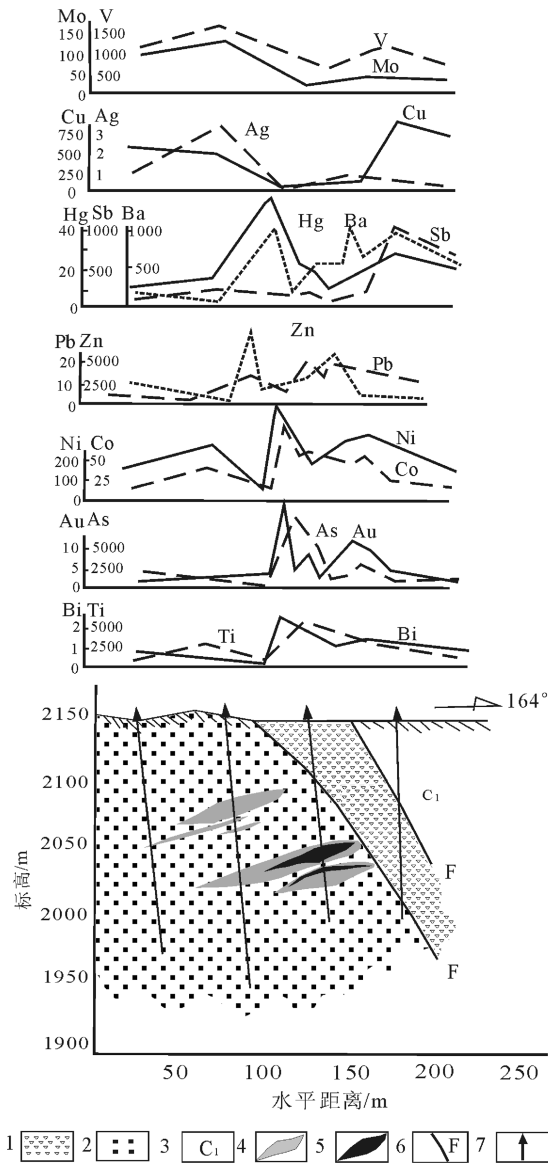 Mo V
150 1500
100 1000
50 500
0
V
Mo
Cu Ag
750 3
500 2
250 1
0
Ag
Cu
Hg Sb Ba
40 1000 1000
20 500 500
0
Hg Ba Sb
Pb Zn
20 5000
10 2500
0
Zn
Pb
Ni Co
200 50
100 25
0
Ni
Co
Au As
10 5000
5 2500
0
As Au
Bi Ti
2 5000
1 2500
0
Ti
Bi
164°
2150
2100
2050
2000
1950
1900
标高/m
C1
F
F
50 100 150 200 250
水平距离/m
1 2 3 C1 4 5 6 F 7